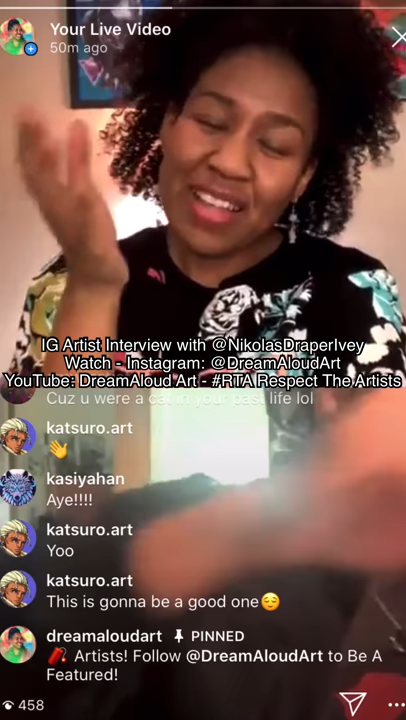 Your Live Video
50m ago
IG Artist Interview with @NikolasDraperIvey
Watch - Instagram: @DreamAloudArt
YouTube: DreamAloud Art - #RTA Respect The Artists
Cuz u were a cat in your past life lol
katsuro.art
👋
kasiyahan
Aye!!!!
katsuro.art
Yoo
katsuro.art
This is gonna be a good one😌
dreamaloudart PINNED
🧨 Artists! Follow @DreamAloudArt to Be A
Featured!
458